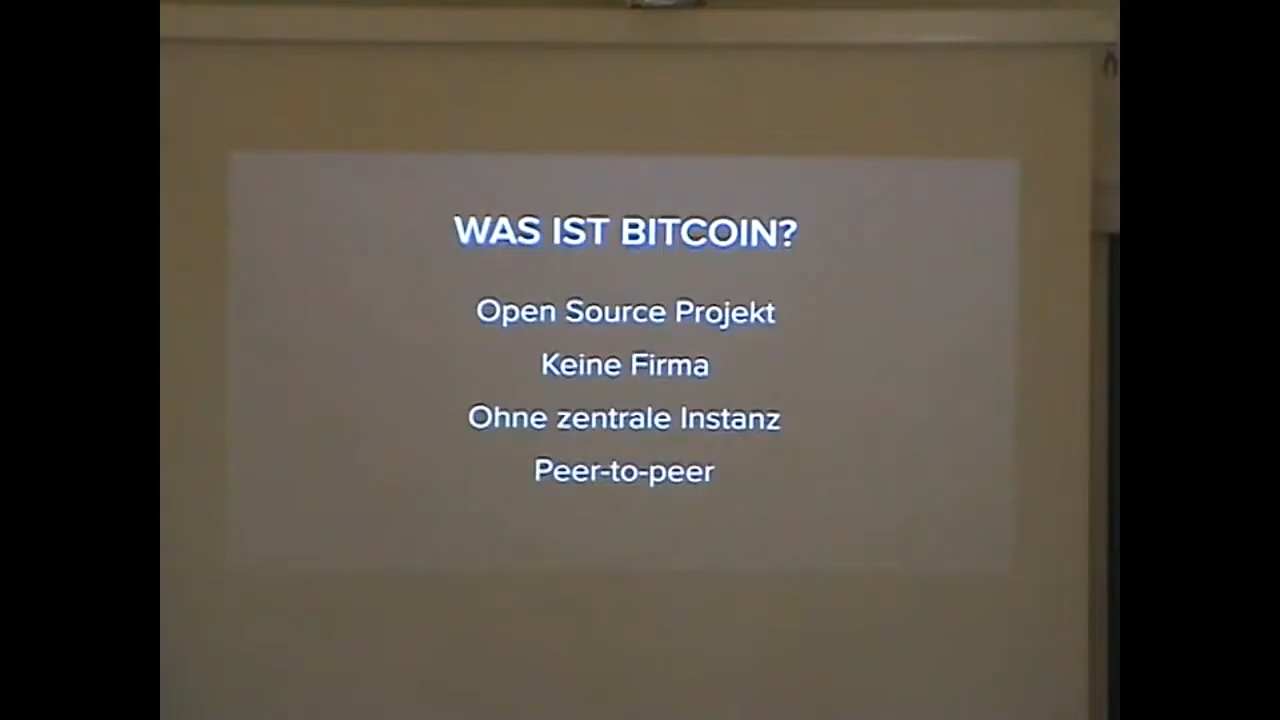 WAS IST BITCOIN?
Open Source Projekt
Keine Firma
Ohne zentrale Instanz
Peer-to-peer